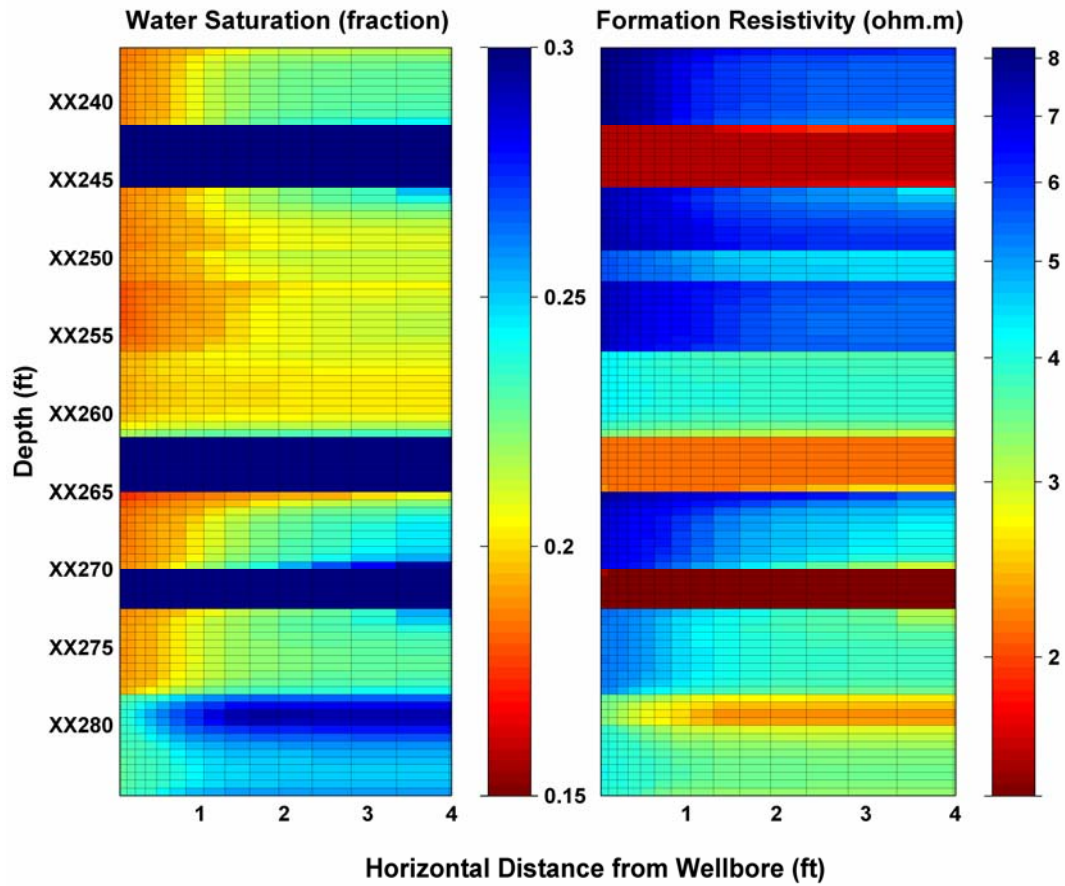 Water Saturation (fraction)
Formation Resistivity (ohm.m)
Depth (ft)
XX240
XX245
XX250
XX255
XX260
XX265
XX270
XX275
XX280
1 2 3 4
0.3
0.25
0.2
0.15
1 2 3 4
8
7
6
5
4
3
2
Horizontal Distance from Wellbore (ft)